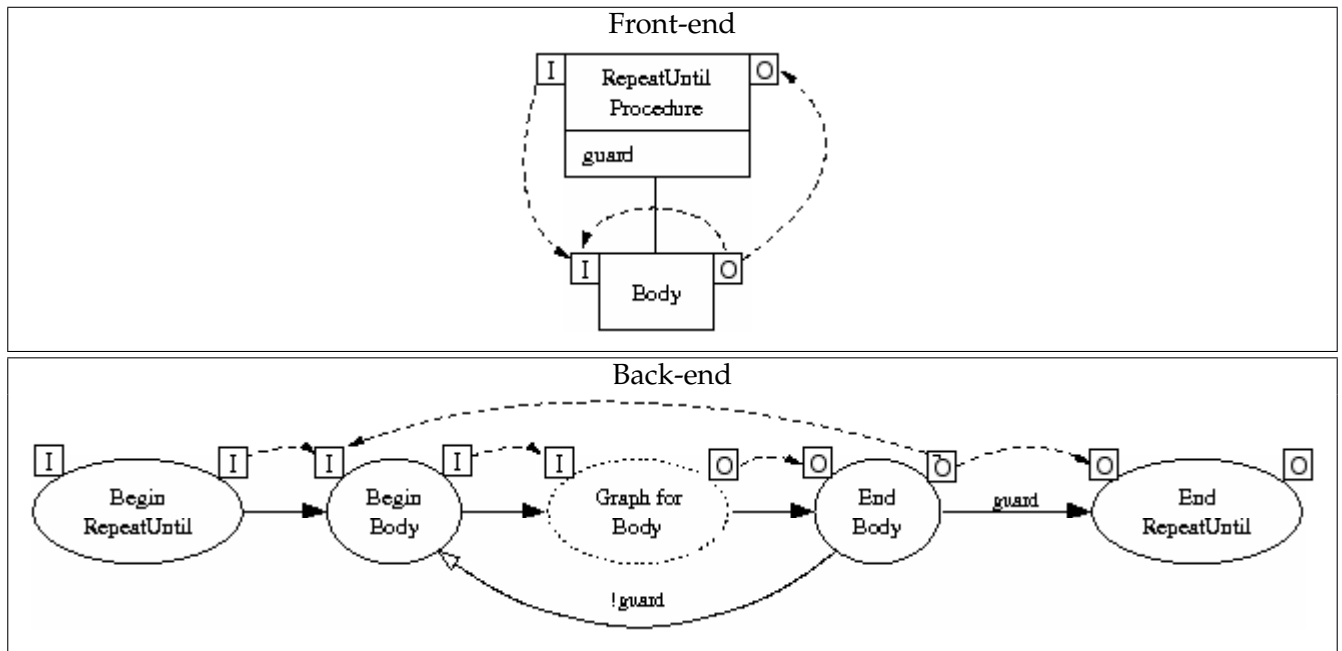 Front-end
I
RepeatUntil
Procedure
O
guard
I
Body
O
Back-end
I
Begin
RepeatUntil
I
I
Begin
Body
I
I
Graph for
Body
O
O
End
Body
O
guard
O
End
RepeatUntil
O
!guard